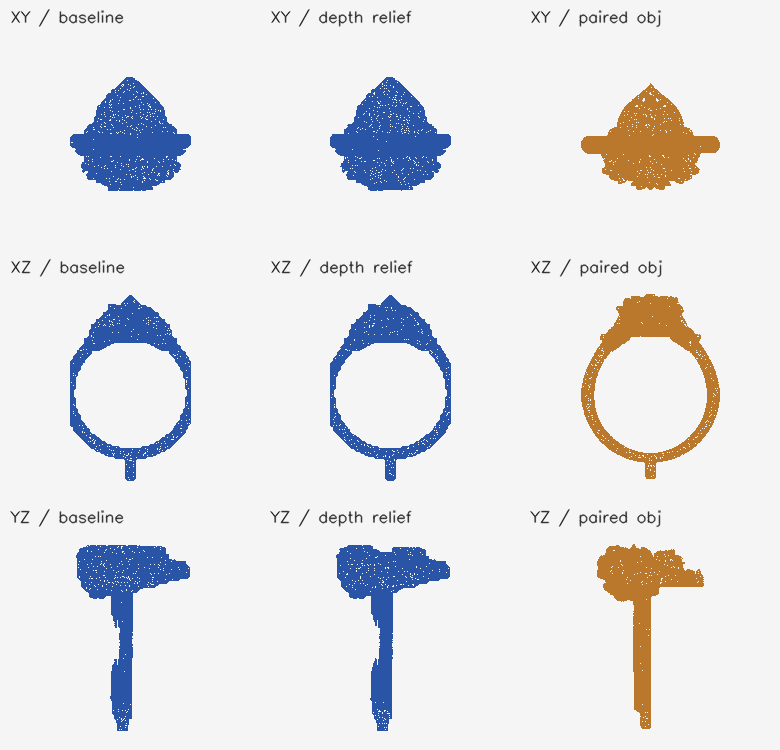 XY / baseline
XY / depth relief
XY / paired obj
XZ / baseline
XZ / depth relief
XZ / paired obj
YZ / baseline
YZ / depth relief
YZ / paired obj